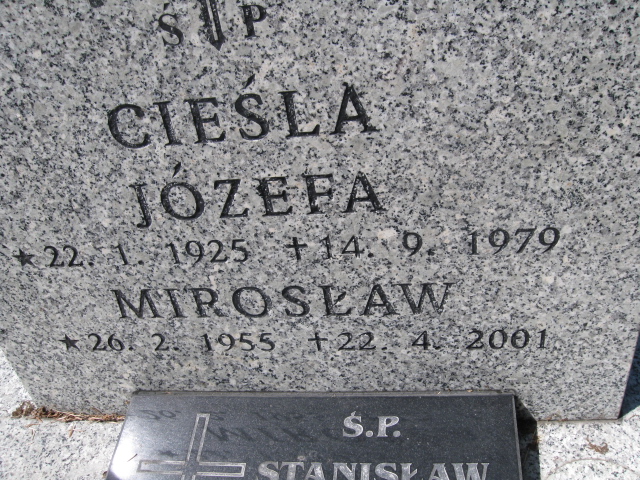 Ś P
CIEŚLA
JÓZEFA
★22. 1. 1925 ✝14. 9. 1979
MIROSŁAW
★26. 2. 1955 ✝22. 4. 2001
Ś.P.
STANISŁAW